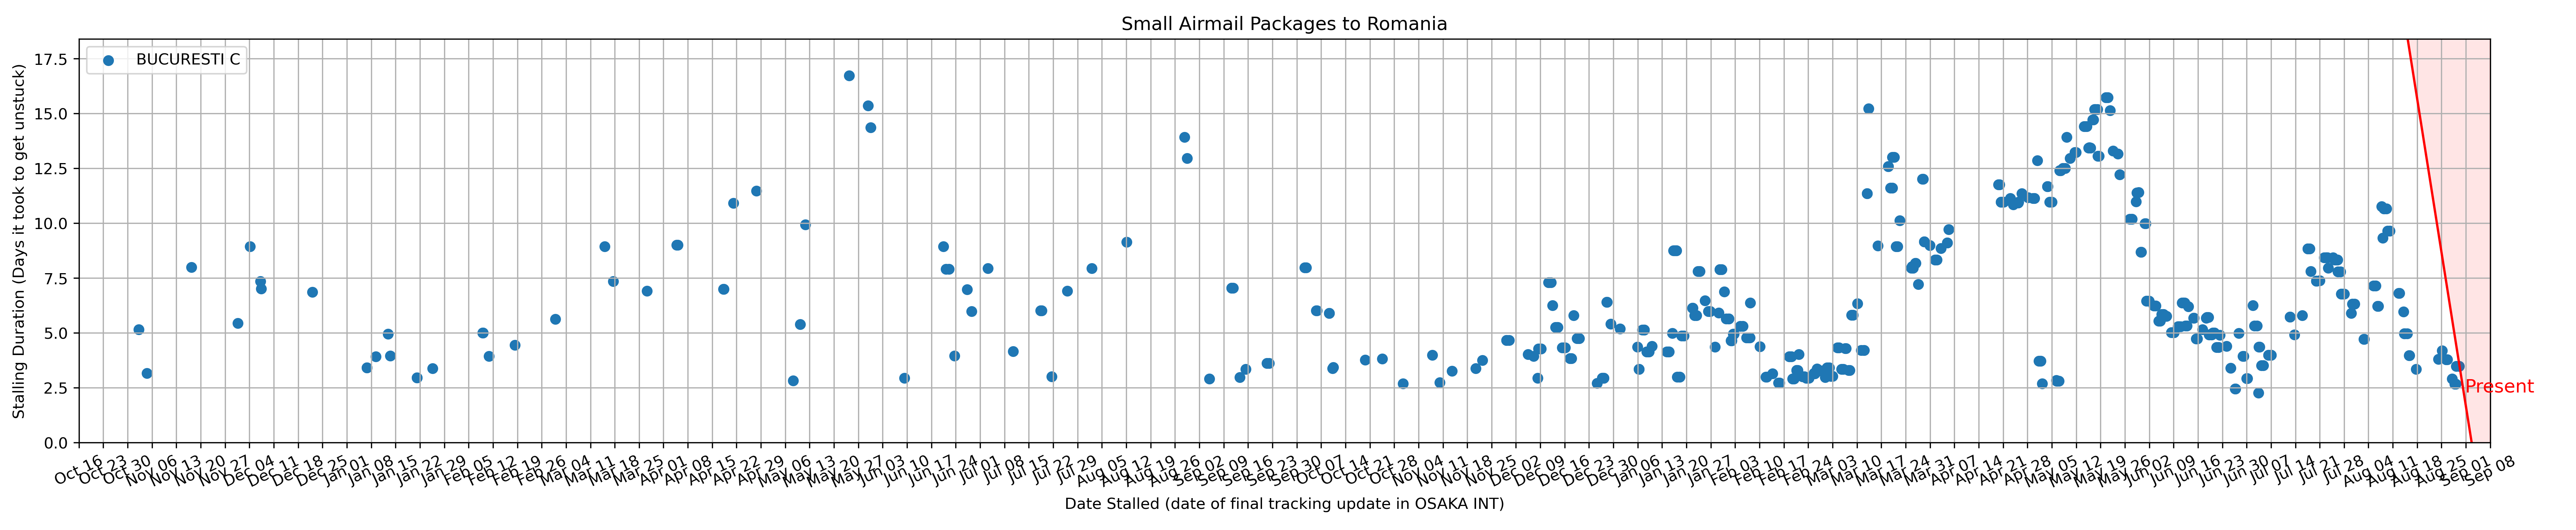 Small Airmail Packages to Romania
BUCURESTI C
Stalling Duration (Days it took to get unstuck)
17.5
15.0
12.5
10.0
7.5
5.0
2.5
0.0
Present
Oct 16
Oct 23
Oct 30
Nov 06
Nov 13
Nov 20
Nov 27
Dec 04
Dec 11
Dec 18
Dec 25
Jan 01
Jan 08
Jan 15
Jan 22
Jan 29
Feb 05
Feb 12
Feb 19
Feb 26
Mar 04
Mar 11
Mar 18
Mar 25
Apr 01
Apr 08
Apr 15
Apr 22
Apr 29
May 06
May 13
May 20
May 27
Jun 03
Jun 10
Jun 17
Jun 24
Jul 01
Jul 08
Jul 15
Jul 22
Jul 29
Aug 05
Aug 12
Aug 19
Aug 26
Sep 02
Sep 09
Sep 16
Sep 23
Sep 30
Oct 07
Oct 14
Oct 21
Oct 28
Nov 04
Nov 11
Nov 18
Nov 25
Dec 02
Dec 09
Dec 16
Dec 23
Dec 30
Jan 06
Jan 13
Jan 20
Jan 27
Feb 03
Feb 10
Feb 17
Feb 24
Mar 03
Mar 10
Mar 17
Mar 24
Mar 31
Apr 07
Apr 14
Apr 21
Apr 28
May 05
May 12
May 19
May 26
Jun 02
Jun 09
Jun 16
Jun 23
Jun 30
Jul 07
Jul 14
Jul 21
Jul 28
Aug 04
Aug 11
Aug 18
Aug 25
Sep 01
Sep 08
Date Stalled (date of final tracking update in OSAKA INT)